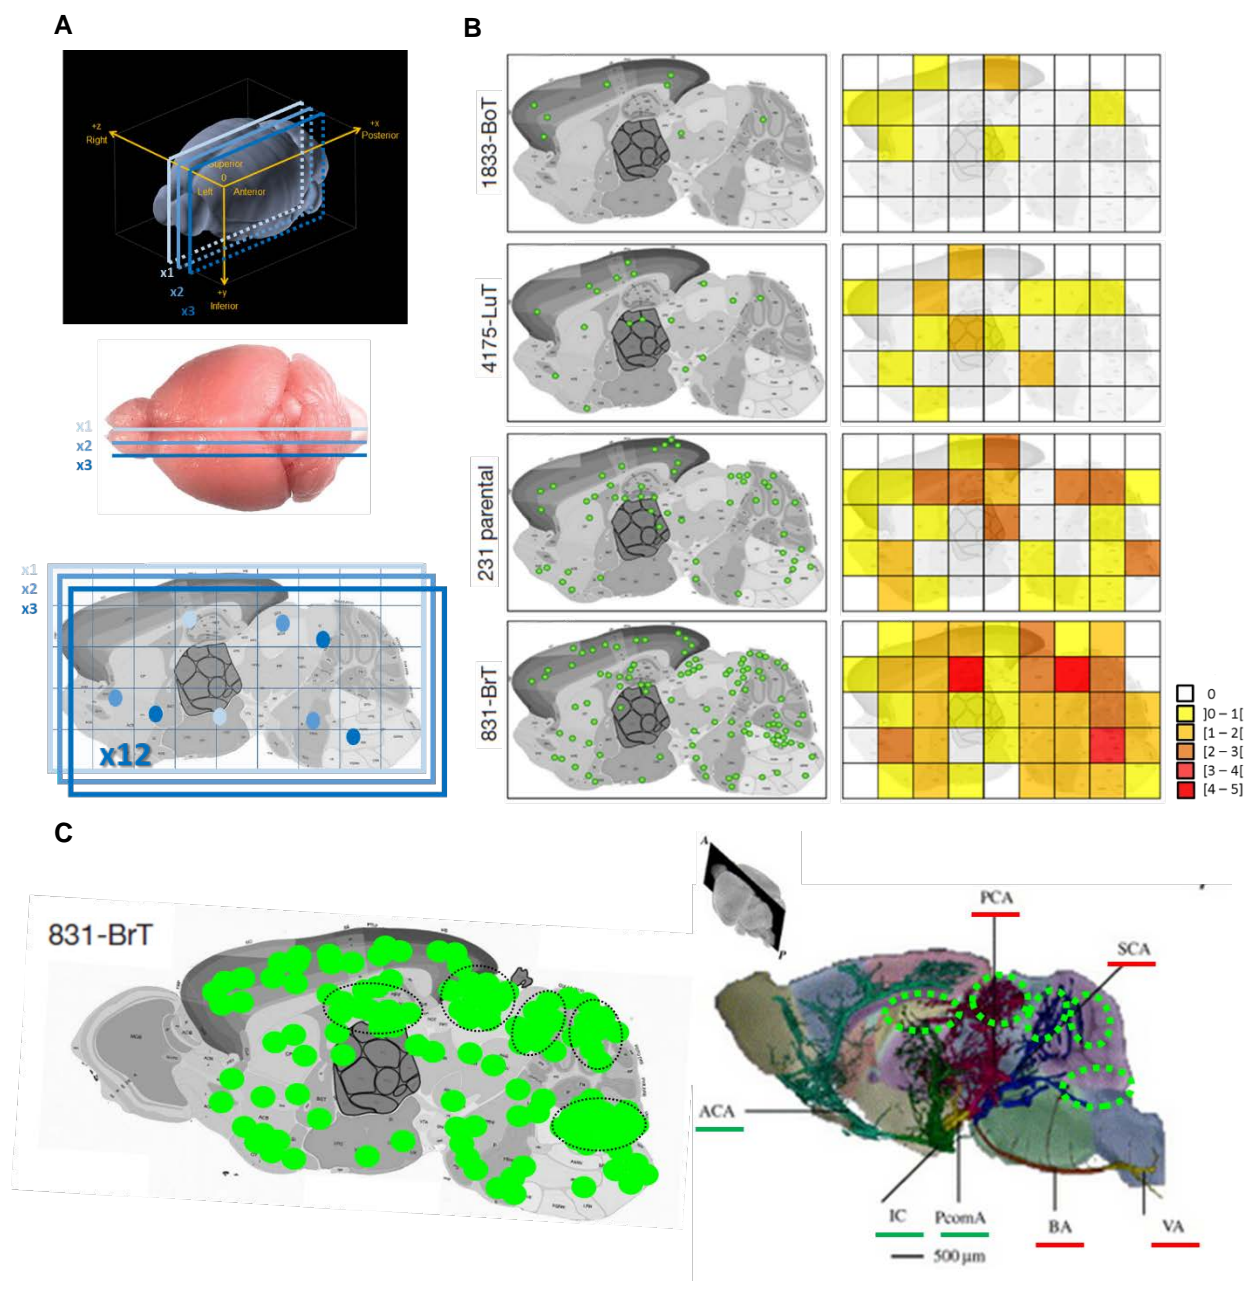 A
B
+z
Right
+x
Posterior
Superior
0
Left
Anterior
+y
Inferior
x1
x2
x3
x1
x2
x3
x1
x2
x3
x12
1833-BoT
4175-LuT
231 parental
831-BrT
0
]0 – 1[
[1 – 2[
[2 – 3[
[3 – 4[
[4 – 5]
C
831-BrT
A
P
PCA
SCA
ACA
IC
PcomA
BA
VA
500 µm